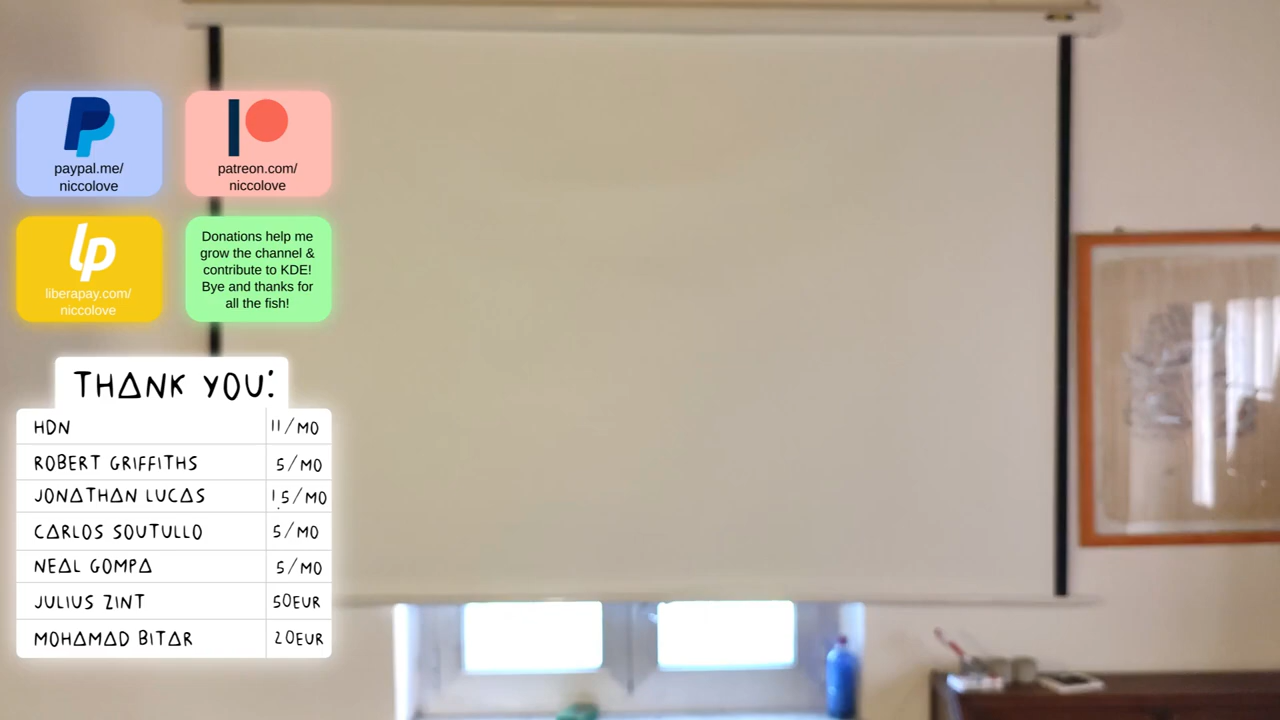 paypal.me/
niccolove
patreon.com/
niccolove
lp
liberapay.com/
niccolove
Donations help me
grow the channel &
contribute to KDE!
Bye and thanks for
all the fish!
THANK YOU:
HDN 11/MO
ROBERT GRIFFITHS 5/MO
JONATHAN LUCAS 1.5/MO
CARLOS SOUTULLO 5/MO
NEAL GOMPA 5/MO
JULIUS ZINT 50EUR
MOHAMAD BITAR 20EUR